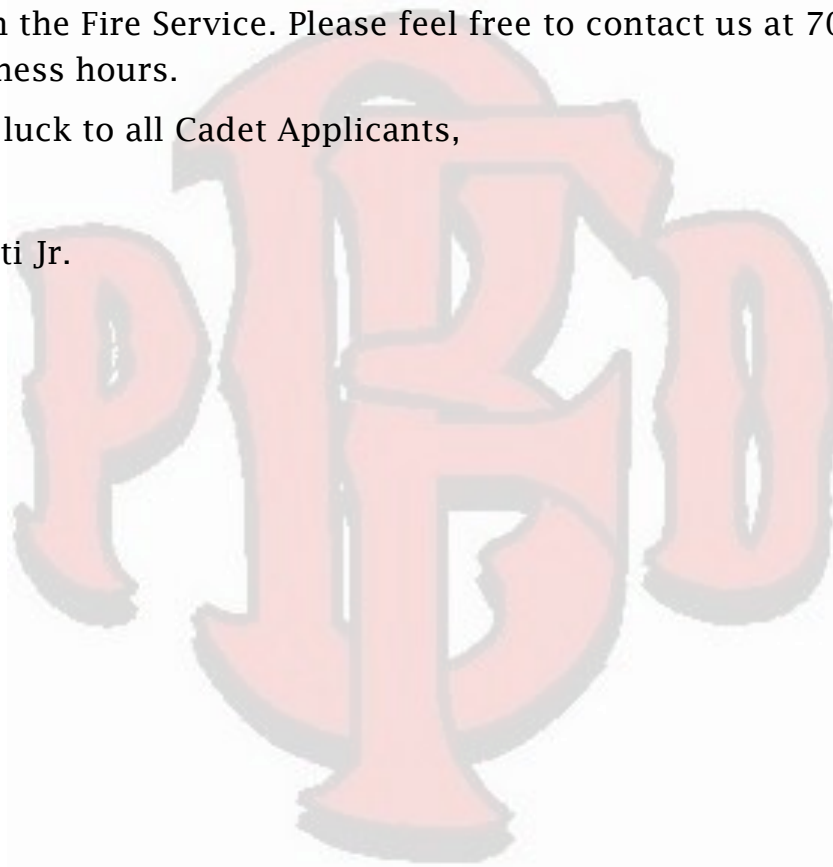 n the Fire Service. Please feel free to contact us at 70
ness hours.
luck to all Cadet Applicants,
ti Jr.
PBFD